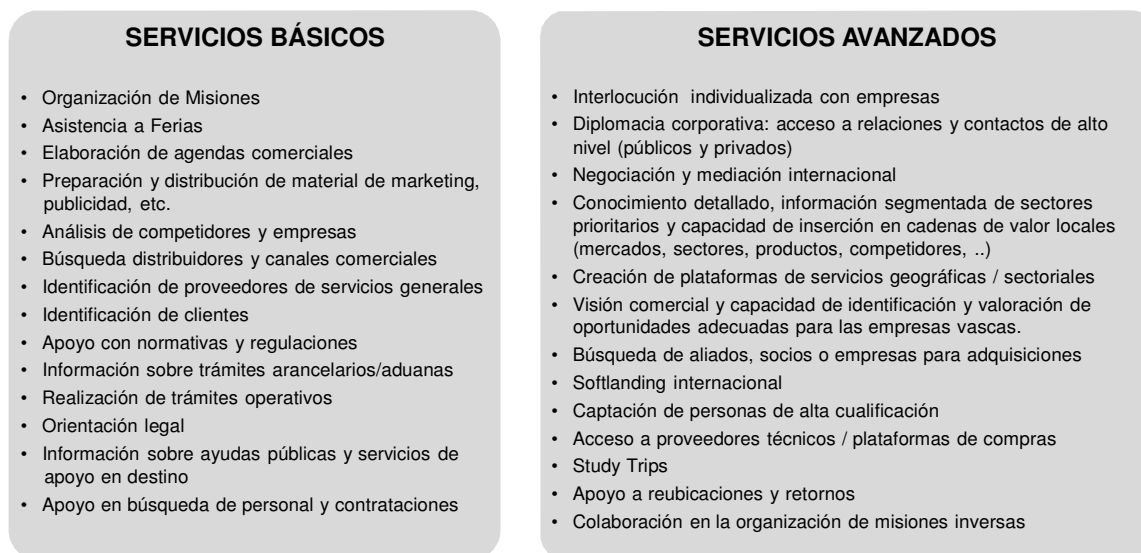 SERVICIOS BÁSICOS
• Organización de Misiones
• Asistencia a Ferias
• Elaboración de agendas comerciales
• Preparación y distribución de material de marketing,
publicidad, etc.
• Análisis de competidores y empresas
• Búsqueda distribuidores y canales comerciales
• Identificación de proveedores de servicios generales
• Identificación de clientes
• Apoyo con normativas y regulaciones
• Información sobre trámites arancelarios/aduanas
• Realización de trámites operativos
• Orientación legal
• Información sobre ayudas públicas y servicios de
apoyo en destino
• Apoyo en búsqueda de personal y contrataciones
SERVICIOS AVANZADOS
• Interlocución individualizada con empresas
• Diplomacia corporativa: acceso a relaciones y contactos de alto
nivel (públicos y privados)
• Negociación y mediación internacional
• Conocimiento detallado, información segmentada de sectores
prioritarios y capacidad de inserción en cadenas de valor locales
(mercados, sectores, productos, competidores, ..)
• Creación de plataformas de servicios geográficas / sectoriales
• Visión comercial y capacidad de identificación y valoración de
oportunidades adecuadas para las empresas vascas.
• Búsqueda de aliados, socios o empresas para adquisiciones
• Softlanding internacional
• Captación de personas de alta cualificación
• Acceso a proveedores técnicos / plataformas de compras
• Study Trips
• Apoyo a reubicaciones y retornos
• Colaboración en la organización de misiones inversas